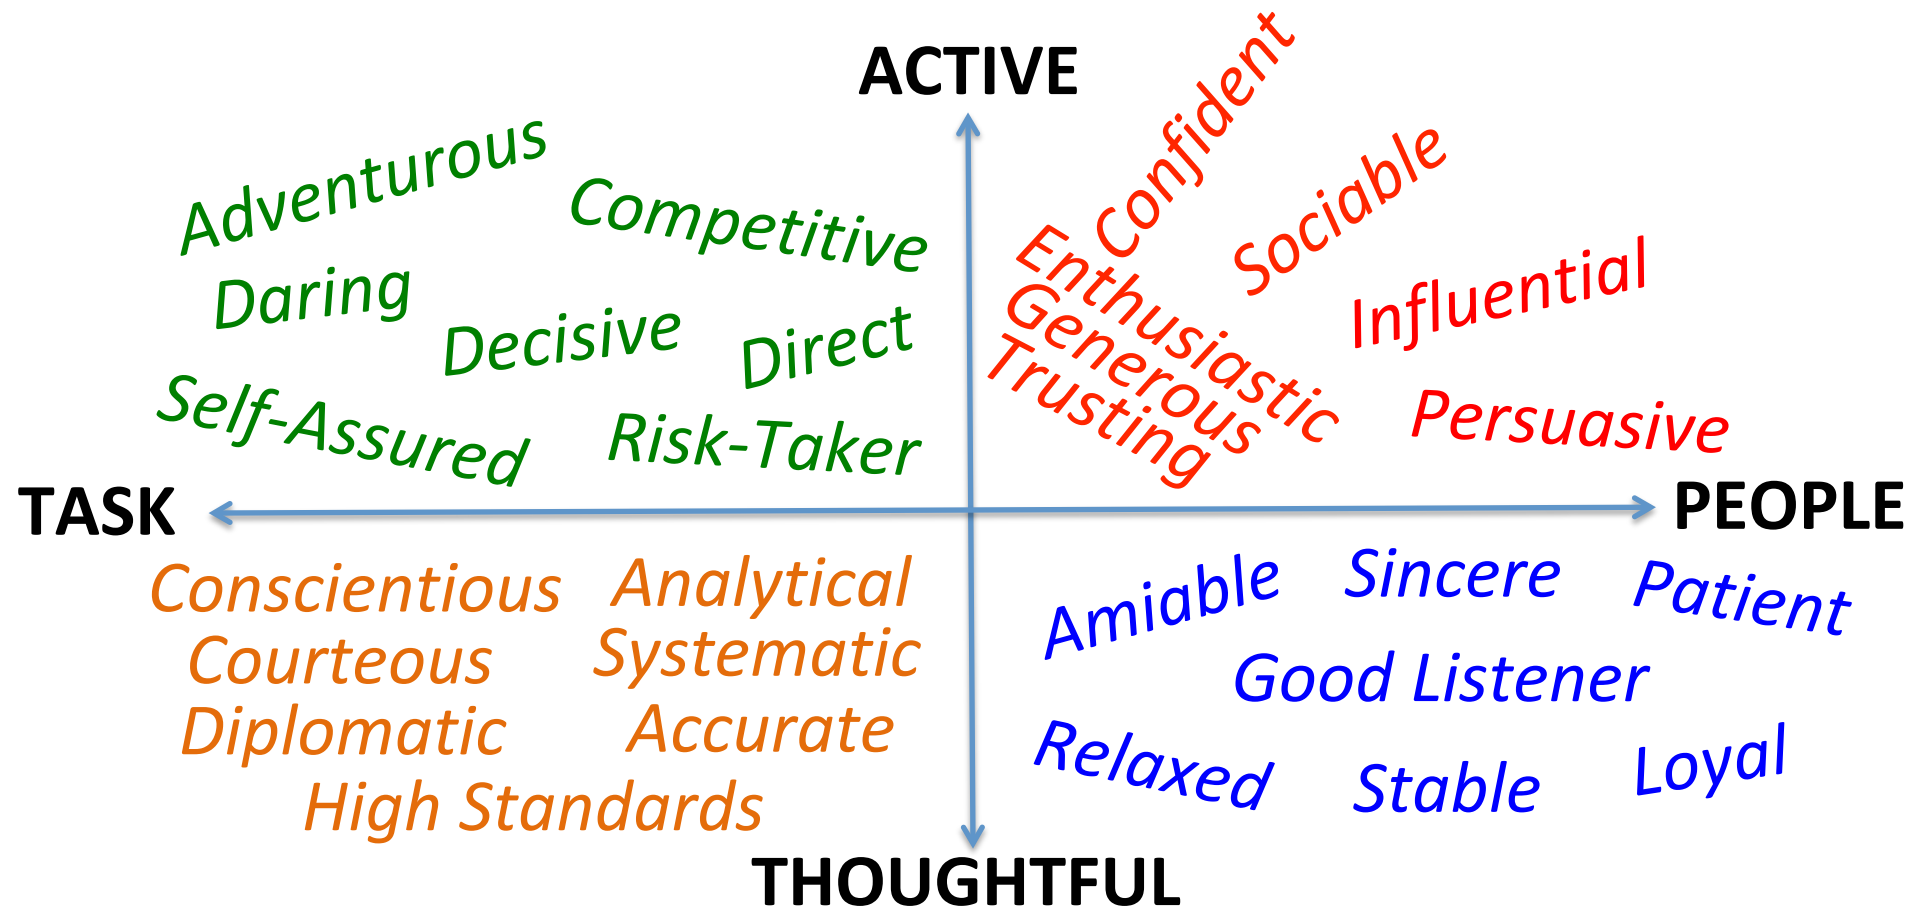 ACTIVE
Adventurous
Competitive
Daring
Decisive
Direct
Self-Assured
Risk-Taker
Confident
Sociable
Enthusiastic
Generous
Trusting
Influential
Persuasive
TASK
PEOPLE
Conscientious
Analytical
Courteous
Systematic
Diplomatic
Accurate
High Standards
Amiable
Sincere
Patient
Good Listener
Relaxed
Stable
Loyal
THOUGHTFUL